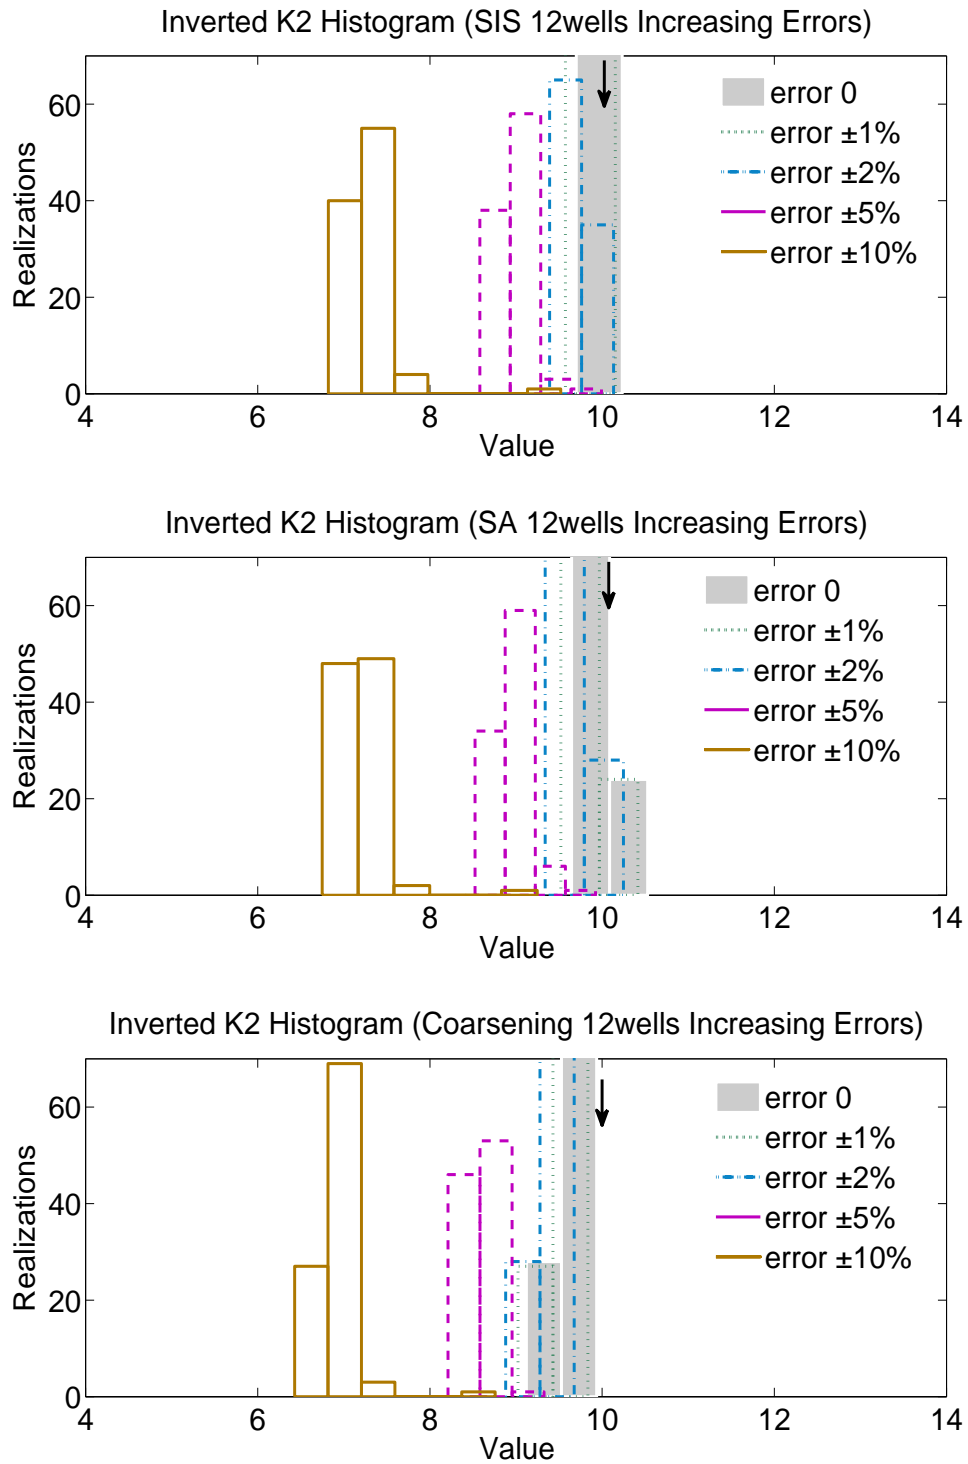 Inverted K2 Histogram (SIS 12wells Increasing Errors)
60
40
20
0
Realizations
error 0
error ±1%
error ±2%
error ±5%
error ±10%
4 6 8 10 12 14
Value
Inverted K2 Histogram (SA 12wells Increasing Errors)
60
40
20
0
Realizations
error 0
error ±1%
error ±2%
error ±5%
error ±10%
4 6 8 10 12 14
Value
Inverted K2 Histogram (Coarsening 12wells Increasing Errors)
60
40
20
0
Realizations
error 0
error ±1%
error ±2%
error ±5%
error ±10%
4 6 8 10 12 14
Value